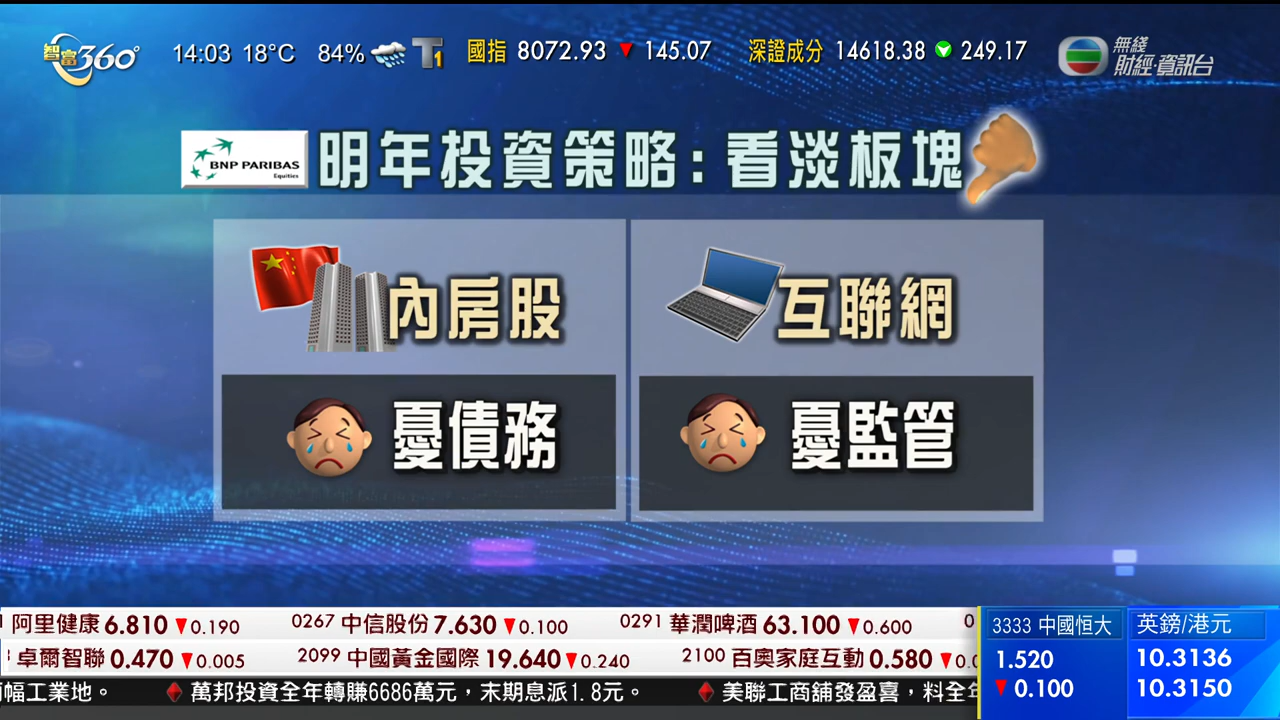 智富360°
14:03 18°C 84% T1 國指 8072.93 ▼ 145.07 深證成分 14618.38 249.17
無綫
財經·資訊台
BNP PARIBAS
Equities
明年投資策略:看淡板塊
內房股
互聯網
憂債務
憂監管
阿里健康 6.810 ▼0.190 0267 中信股份 7.630 ▼0.100 0291 華潤啤酒 63.100 ▼0.600 0
卓爾智聯 0.470 ▼0.005 2099 中國黃金國際 19.640 ▼0.240 2100 百奧家庭互動 0.580 ▼0.0
幅工業地。 ♦ 萬邦投資全年轉賺6686萬元,末期息派1.8元。 ♦ 美聯工商舖發盈喜,料全年
3333 中國恒大
1.520
▼ 0.100
英鎊/港元
10.3136
10.3150